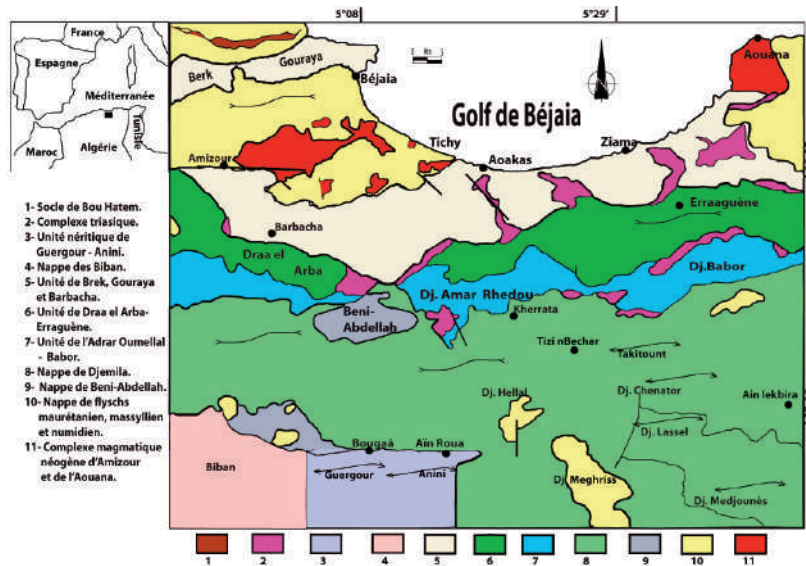 5°08
5°29'
France
Espagne
Méditerranée
Maroc
Algérie
Tunisie
Berk
Gouraya
Béjaia
Golf de Béjaia
Aouana
Amizour
Tichy
Aoakas
Ziama
Barbacha
Erraaguène
Draa el
Arba
Dj.Babor
Dj. Amar Rhedou
Beni-
Abdellah
Kherrata
Tizi nBechar
Takitount
Dj. Hellal
Dj. Chenator
Ain lekbira
Dj. Lassel
Bougaâ
Aïn Roua
Biban
Guergour
Anini
Dj. Meghriss
Dj. Medjounès
1- Socle de Bou Hatem.
2- Complexe triasique.
3- Unité néritique de
Guergour - Anini.
4- Nappe des Biban.
5- Unité de Brek, Gouraya
et Barbacha.
6- Unité de Draa el Arba-
Erraguène.
7- Unité de l'Adrar Oumellal
- Babor.
8- Nappe de Djemila.
9- Nappe de Beni-Abdellah.
10- Nappe de flyschs
maurétanien, massyllien
et numidien.
11- Complexe magmatique
néogène d'Amizour
et de l'Aouana.
1 2 3 4 5 6 7 8 9 10 11